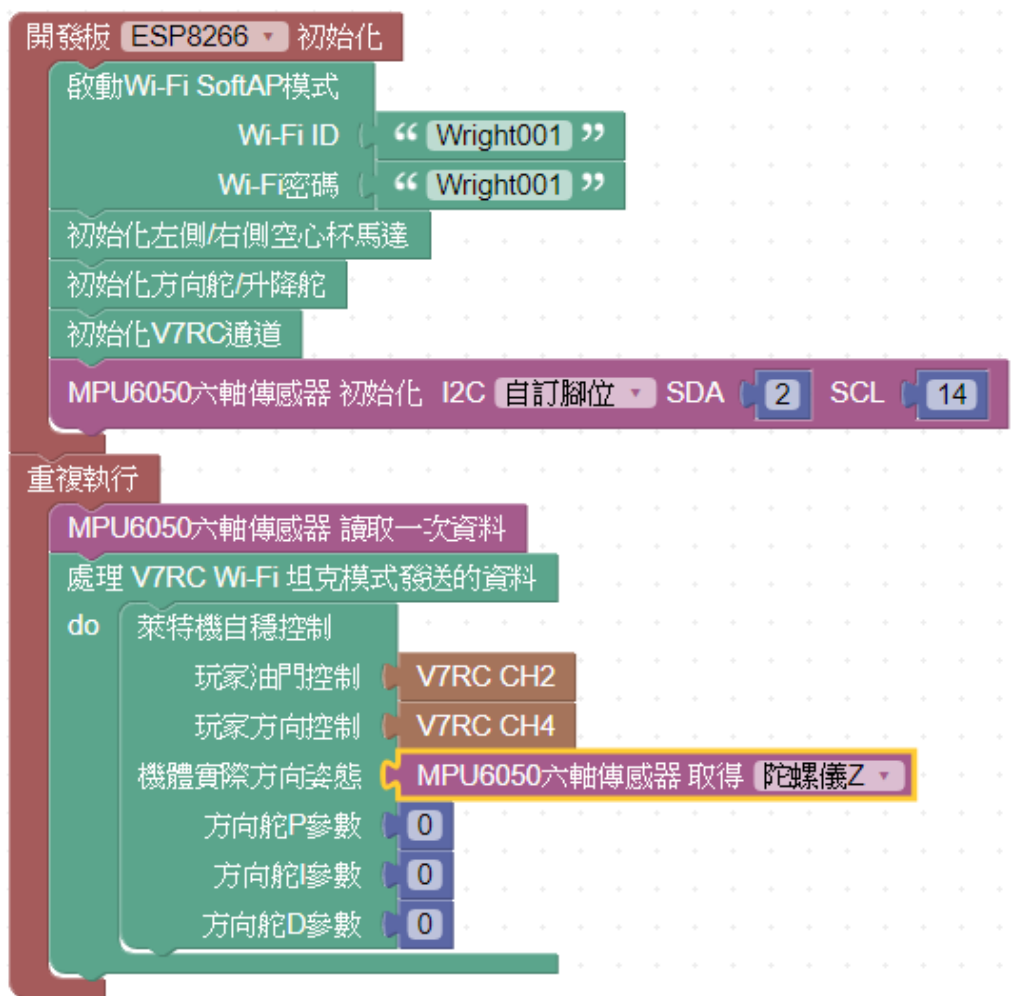 開發板 ESP8266 初始化
啟動Wi-Fi SoftAP模式
Wi-Fi ID “ Wright001 ”
Wi-Fi密碼 “ Wright001 ”
初始化左側/右側空心杯馬達
初始化方向舵/升降舵
初始化V7RC通道
MPU6050六軸傳感器 初始化 I2C 自訂腳位 SDA 2 SCL 14
重複執行
MPU6050六軸傳感器 讀取一次資料
處理 V7RC Wi-Fi 坦克模式發送的資料
do 萊特機自穩控制
玩家油門控制 V7RC CH2
玩家方向控制 V7RC CH4
機體實際方向姿態 MPU6050六軸傳感器 取得 陀螺儀Z
方向舵P參數 0
方向舵I參數 0
方向舵D參數 0